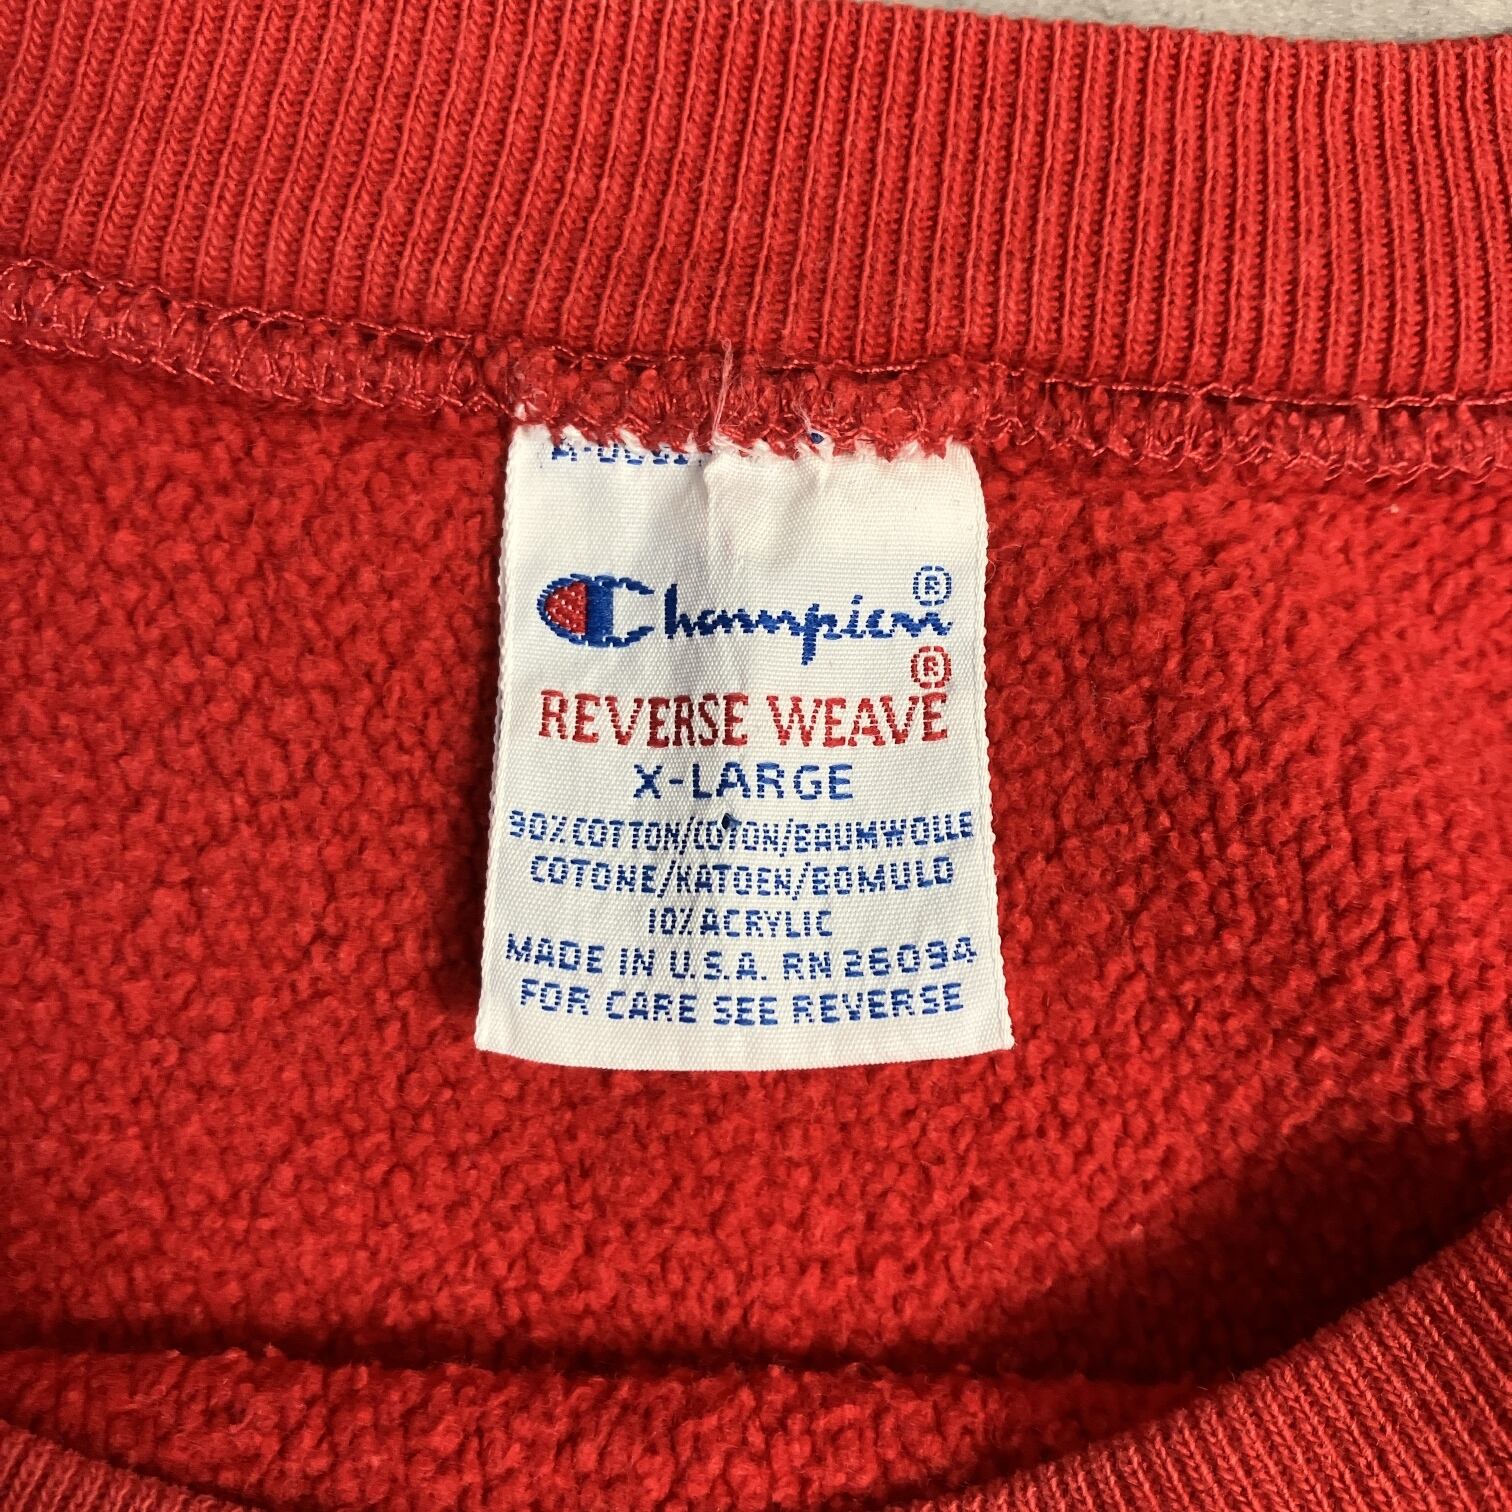 Champion®
REVERSE WEAVE®
X-LARGE
90% COTTON/COTON/BAUMWOLLE
COTONE/KATOEN/BOMULD
10% ACRYLIC
MADE IN U.S.A. RN 26094
FOR CARE SEE REVERSE